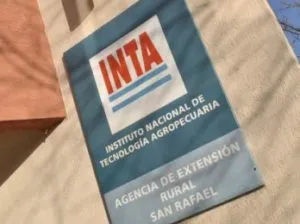 INTA
INSTITUTO NACIONAL DE
TECNOLOGÍA AGROPECUARIA
AGENCIA DE EXTENSIÓN
RURAL
SAN RAFAEL